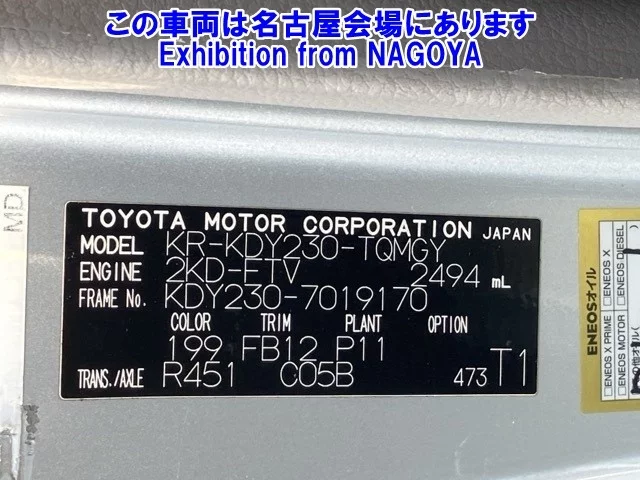 この車両は名古屋会場にあります
Exhibition from NAGOYA
MD
TOYOTA MOTOR CORPORATION JAPAN
MODEL KR-KDY230-TQMGY
ENGINE 2KD-FTV 2494 mL
FRAME No. KDY230-7019170
COLOR TRIM PLANT OPTION
199 FB12 P11
TRANS./AXLE R451 C05B 473 T1
ENEOSオイル
□ENEOS X PRIME □ENEOS X
□ENEOS MOTOR □ENEOS DIESEL